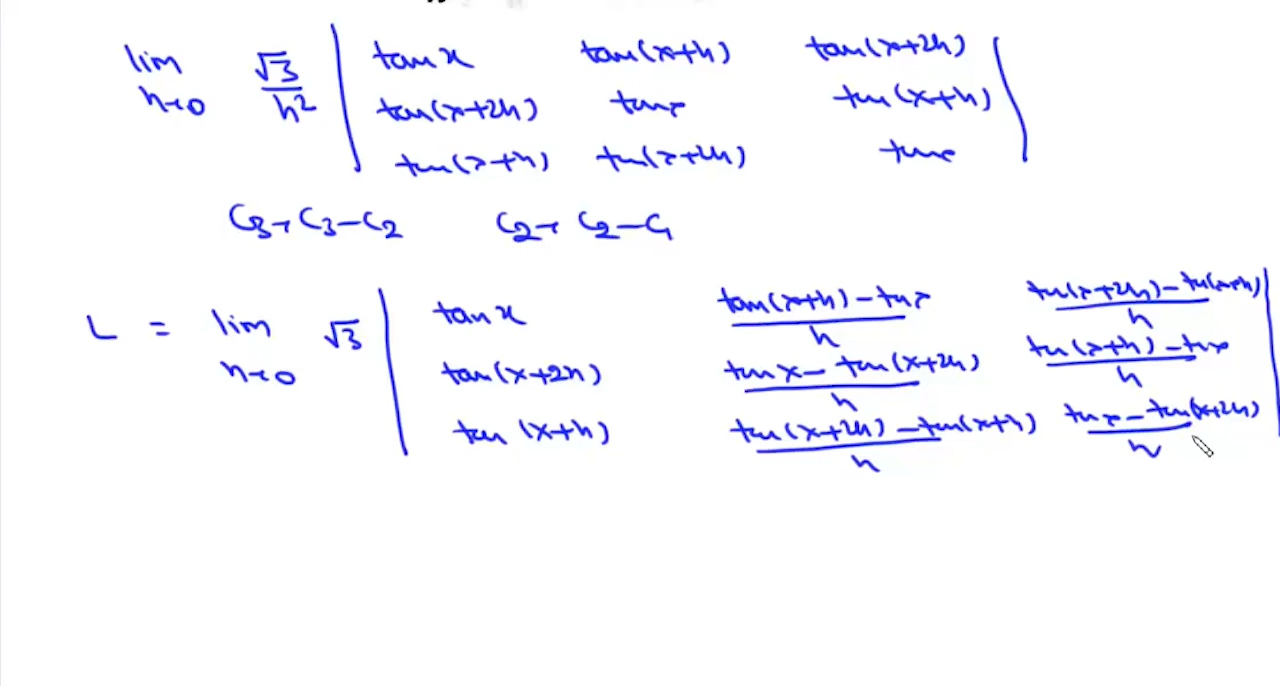 lim h→0 √3/h² | tan x tan(x+h) tan(x+2h) |
| tan(x+2h) tan x tan(x+h) |
| tan(x+h) tan(x+2h) tan x |
C₃→C₃−C₂ C₂→C₂−C₁
L = lim h→0 √3 | tan x (tan(x+h)−tan x)/h (tan(x+2h)−tan(x+h))/h |
| tan(x+2h) (tan x−tan(x+2h))/h (tan(x+h)−tan x)/h |
| tan(x+h) (tan(x+2h)−tan(x+h))/h (tan x−tan(x+2h))/h |